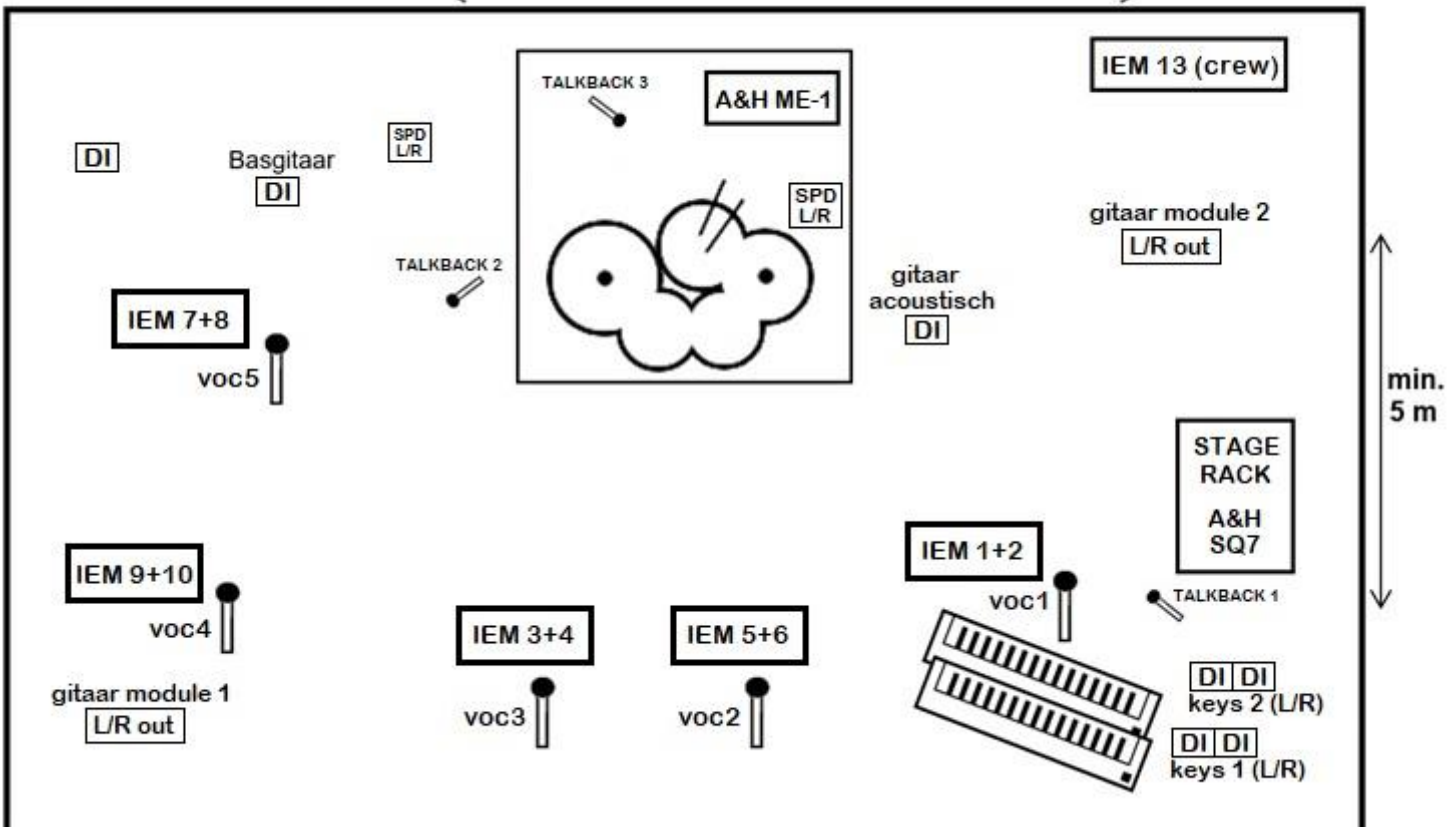 IEM 13 (crew)
TALKBACK 3
A&H ME-1
SPD
L/R
DI
Basgitaar
DI
SPD
L/R
gitaar module 2
L/R out
TALKBACK 2
gitaar
acoustisch
DI
IEM 7+8
voc5
min.
5 m
STAGE
RACK
A&H
SQ7
IEM 9+10
voc4
IEM 1+2
voc1
TALKBACK 1
IEM 3+4
IEM 5+6
gitaar module 1
L/R out
voc3
voc2
DI DI
keys 2 (L/R)
DI DI
keys 1 (L/R)